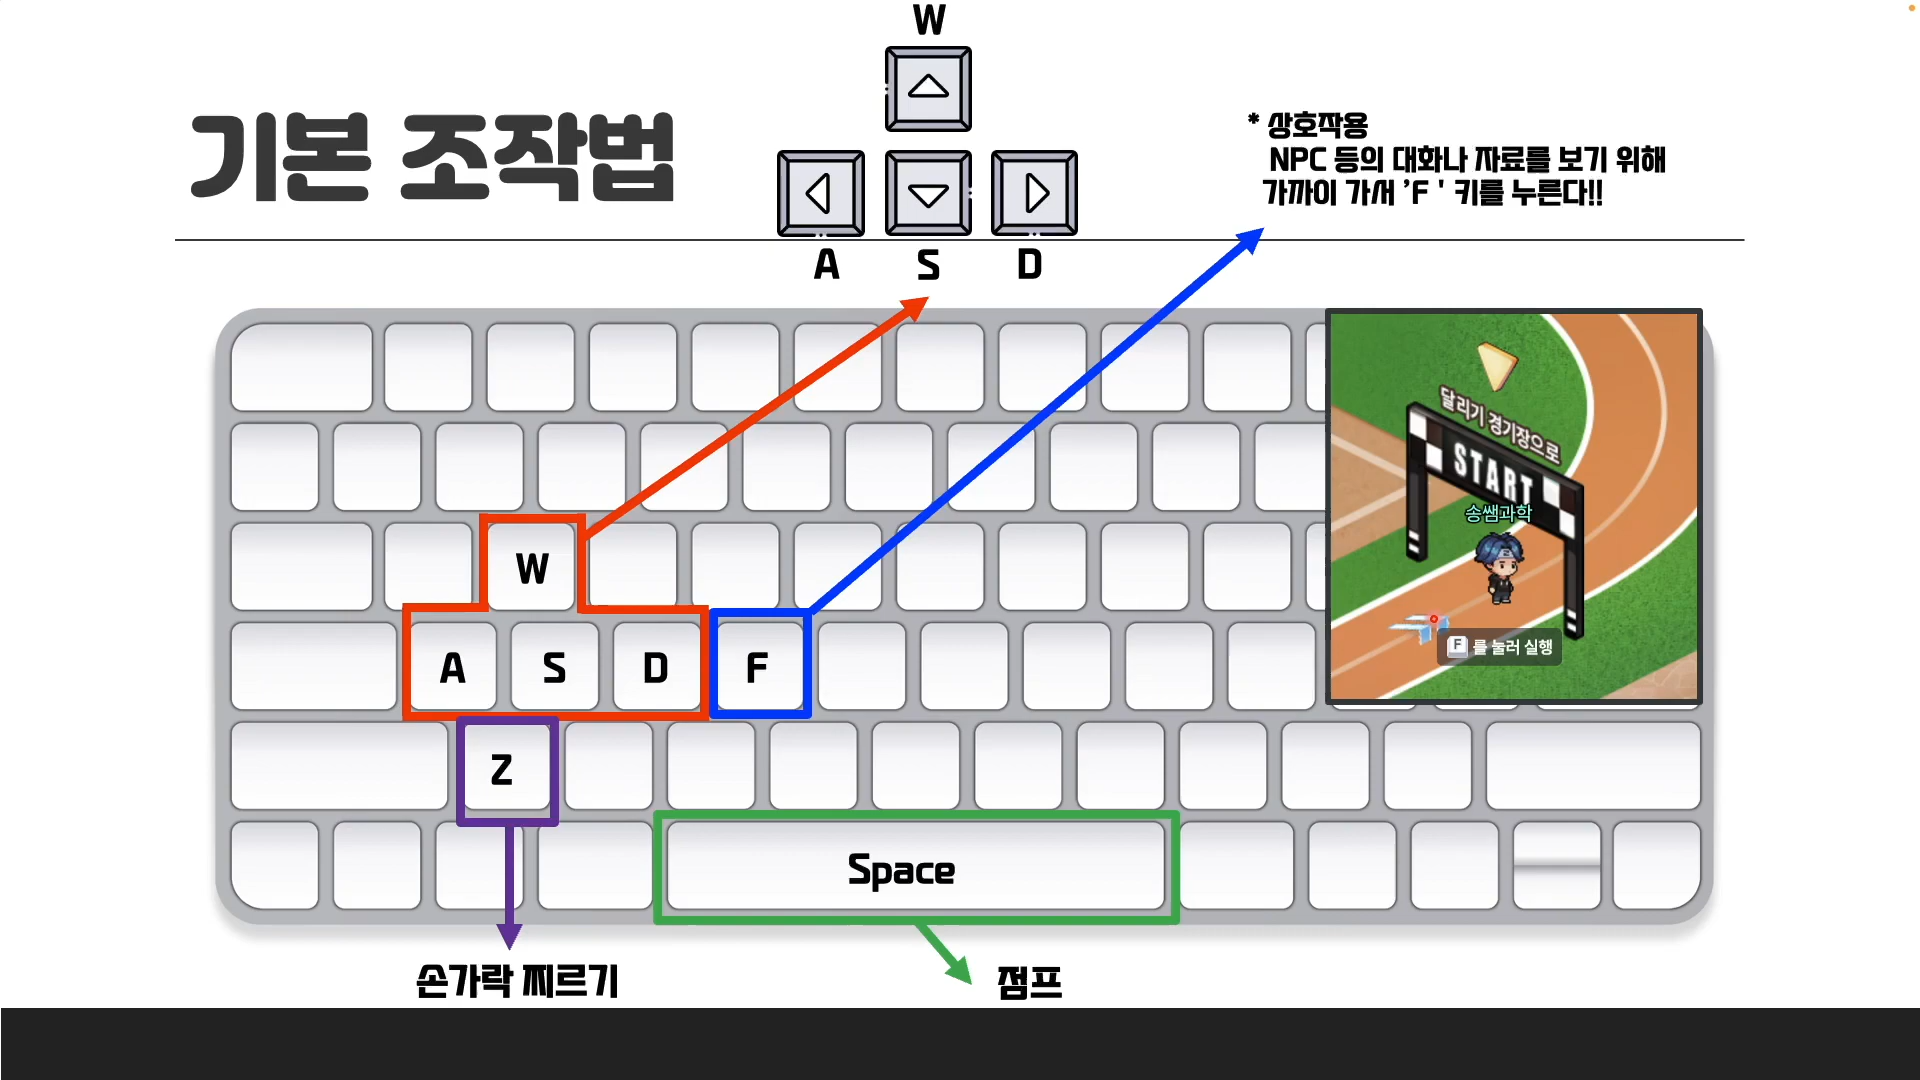 W
기본 조작법
* 상호작용
NPC 등의 대화나 자료를 보기 위해
가까이 가서 'F ' 키를 누른다!!
A S D
달리기 경기장으로
START
송쌤과학
F 를 눌러 실행
W
A S D F
Z
Space
손가락 찌르기
점프